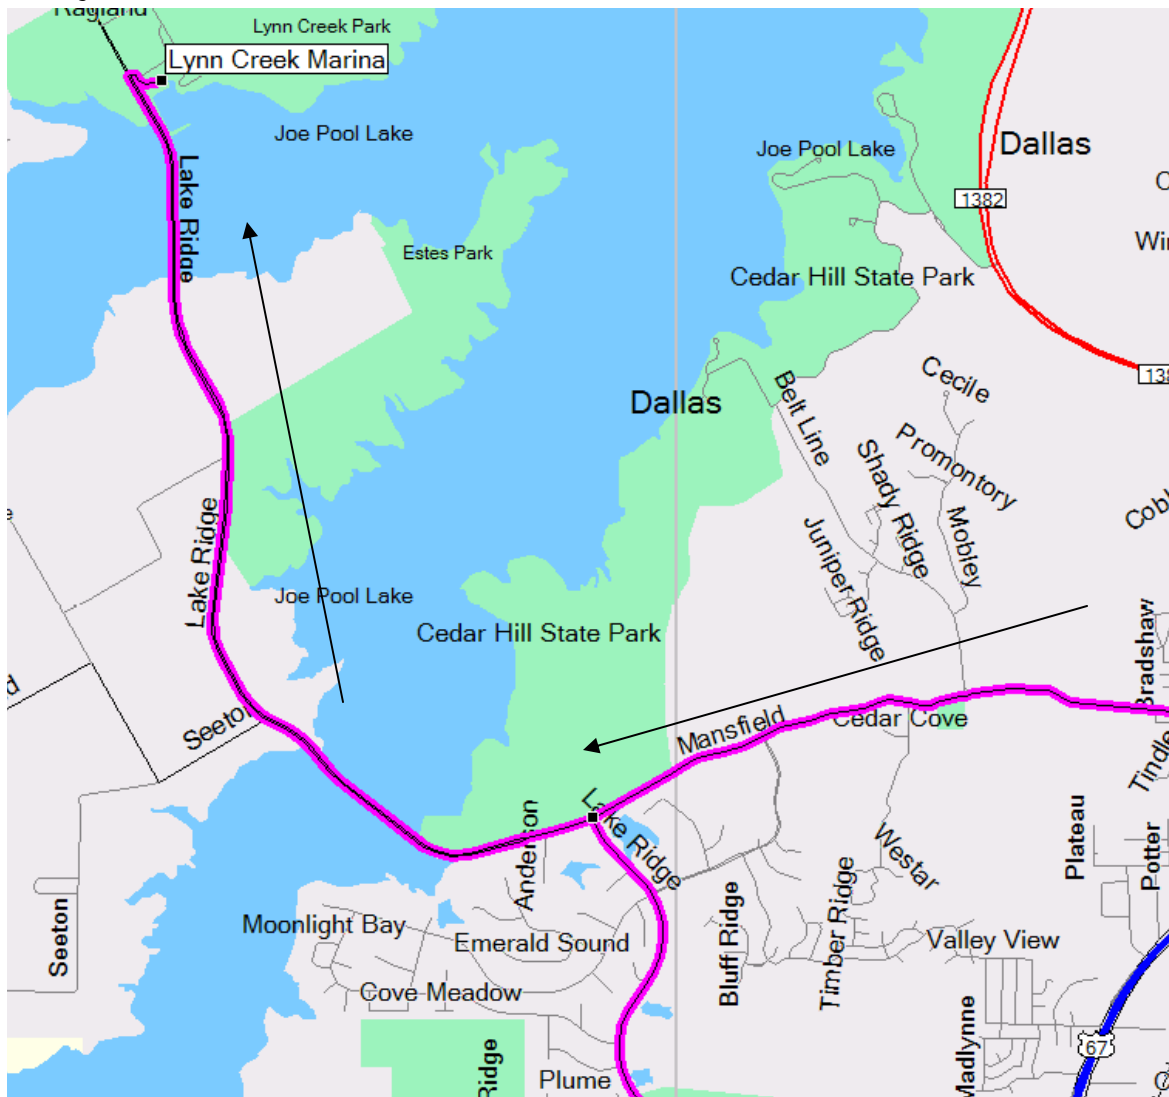 Ragland
Lynn Creek Park
Lynn Creek Marina
Joe Pool Lake
Dallas
Joe Pool Lake
Lake Ridge
1382
Estes Park
Cedar Hill State Park
Dallas
Belt Line
Cecile
Promontory
Shady Ridge
Lake Ridge
Juniper Ridge
Mobley
Joe Pool Lake
Cedar Hill State Park
Bradshaw
Mansfield
Cedar Cove
Lake Ridge
Anderson
Westar
Plateau
Potter
Seeton
Moonlight Bay
Emerald Sound
Bluff Ridge
Timber Ridge
Valley View
Cove Meadow
67
Madlynne
Ridge
Plume